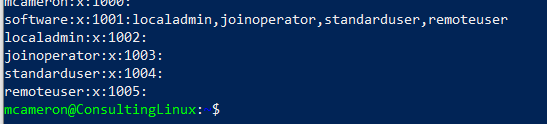 mcameron:x:1000:
software:x:1001:localadmin,joinoperator,standarduser,remoteuser
localadmin:x:1002:
joinoperator:x:1003:
standarduser:x:1004:
remoteuser:x:1005:
mcameron@ConsultingLinux:~$